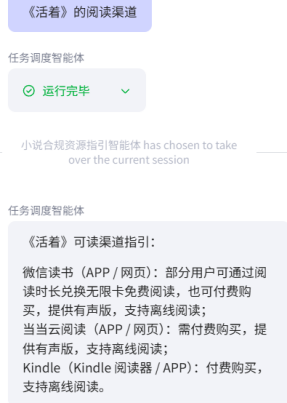 《活着》的阅读渠道
任务调度智能体
运行完毕
小说合规资源指引智能体 has chosen to take
over the current session
任务调度智能体
《活着》可读渠道指引：
微信读书（APP / 网页）：部分用户可通过阅
读时长兑换无限卡免费阅读，也可付费购
买，提供有声版，支持离线阅读；
当当云阅读（APP / 网页）：需付费购买，提
供有声版，支持离线阅读；
Kindle（Kindle 阅读器 / APP）：付费购买，
支持离线阅读。